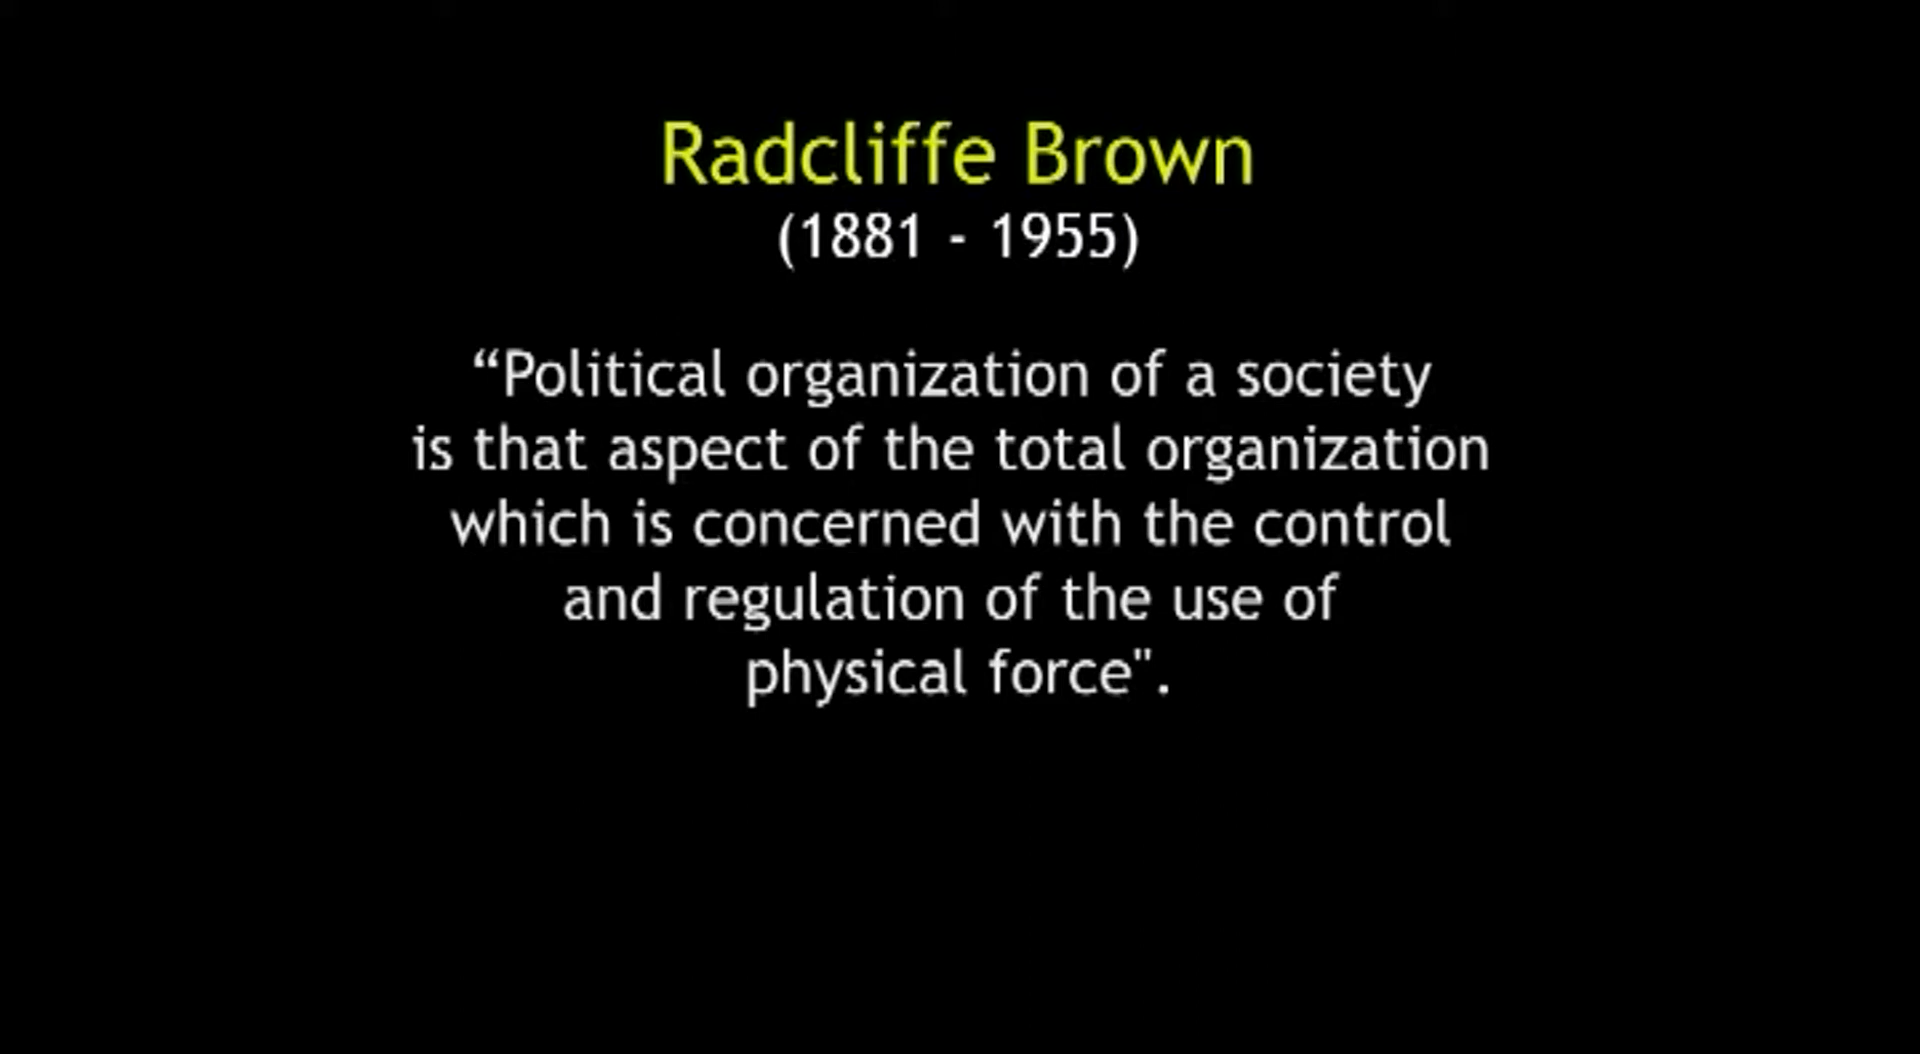 Radcliffe Brown
(1881 - 1955)
“Political organization of a society
is that aspect of the total organization
which is concerned with the control
and regulation of the use of
physical force".